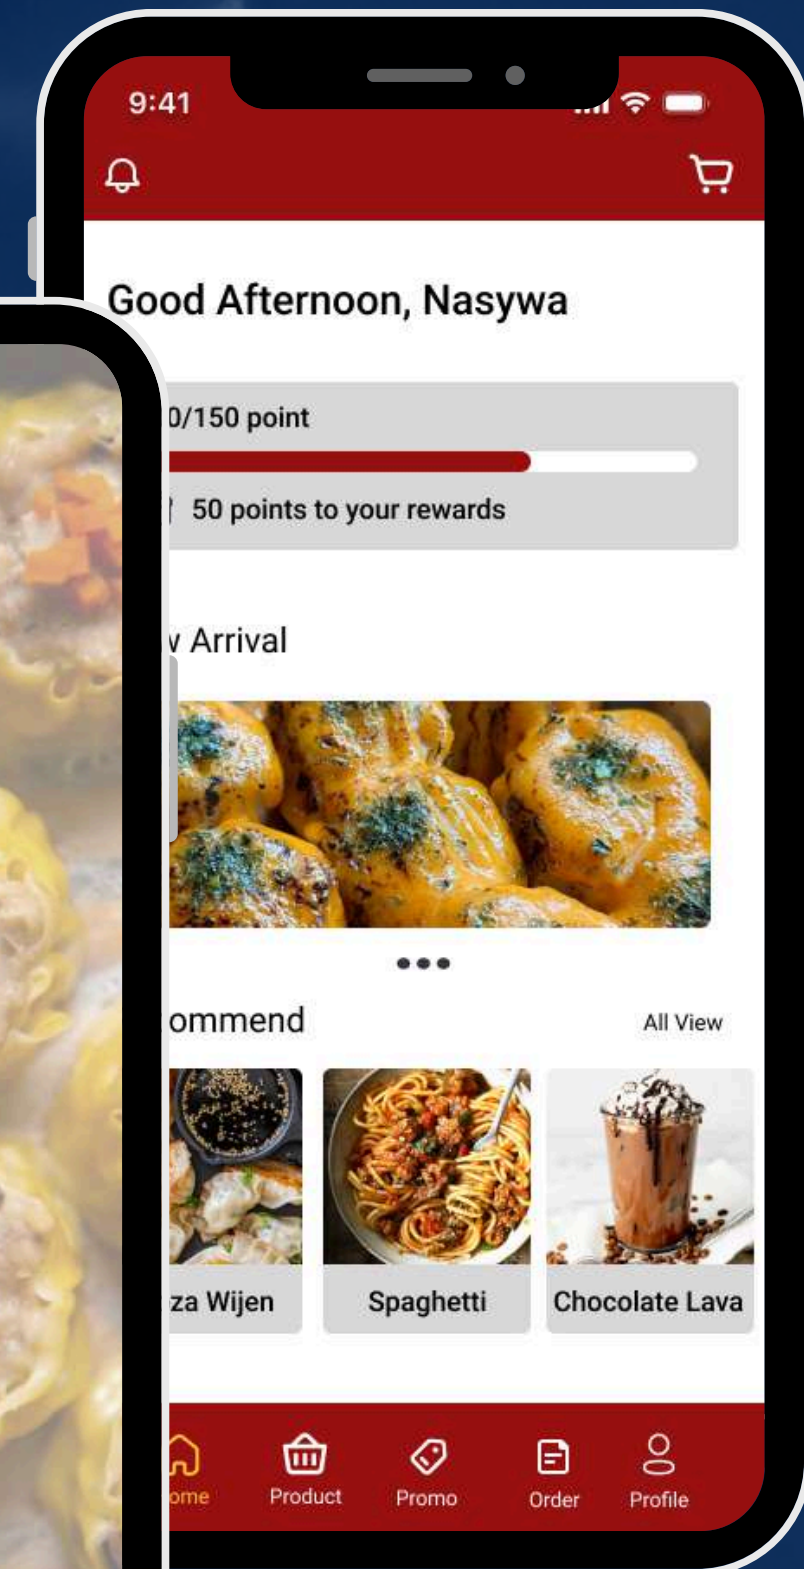 9:41
Good Afternoon, Nasywa
0/150 point
50 points to your rewards
Arrival
ommend
All View
za Wijen
Spaghetti
Chocolate Lava
ome
Product
Promo
Order
Profile